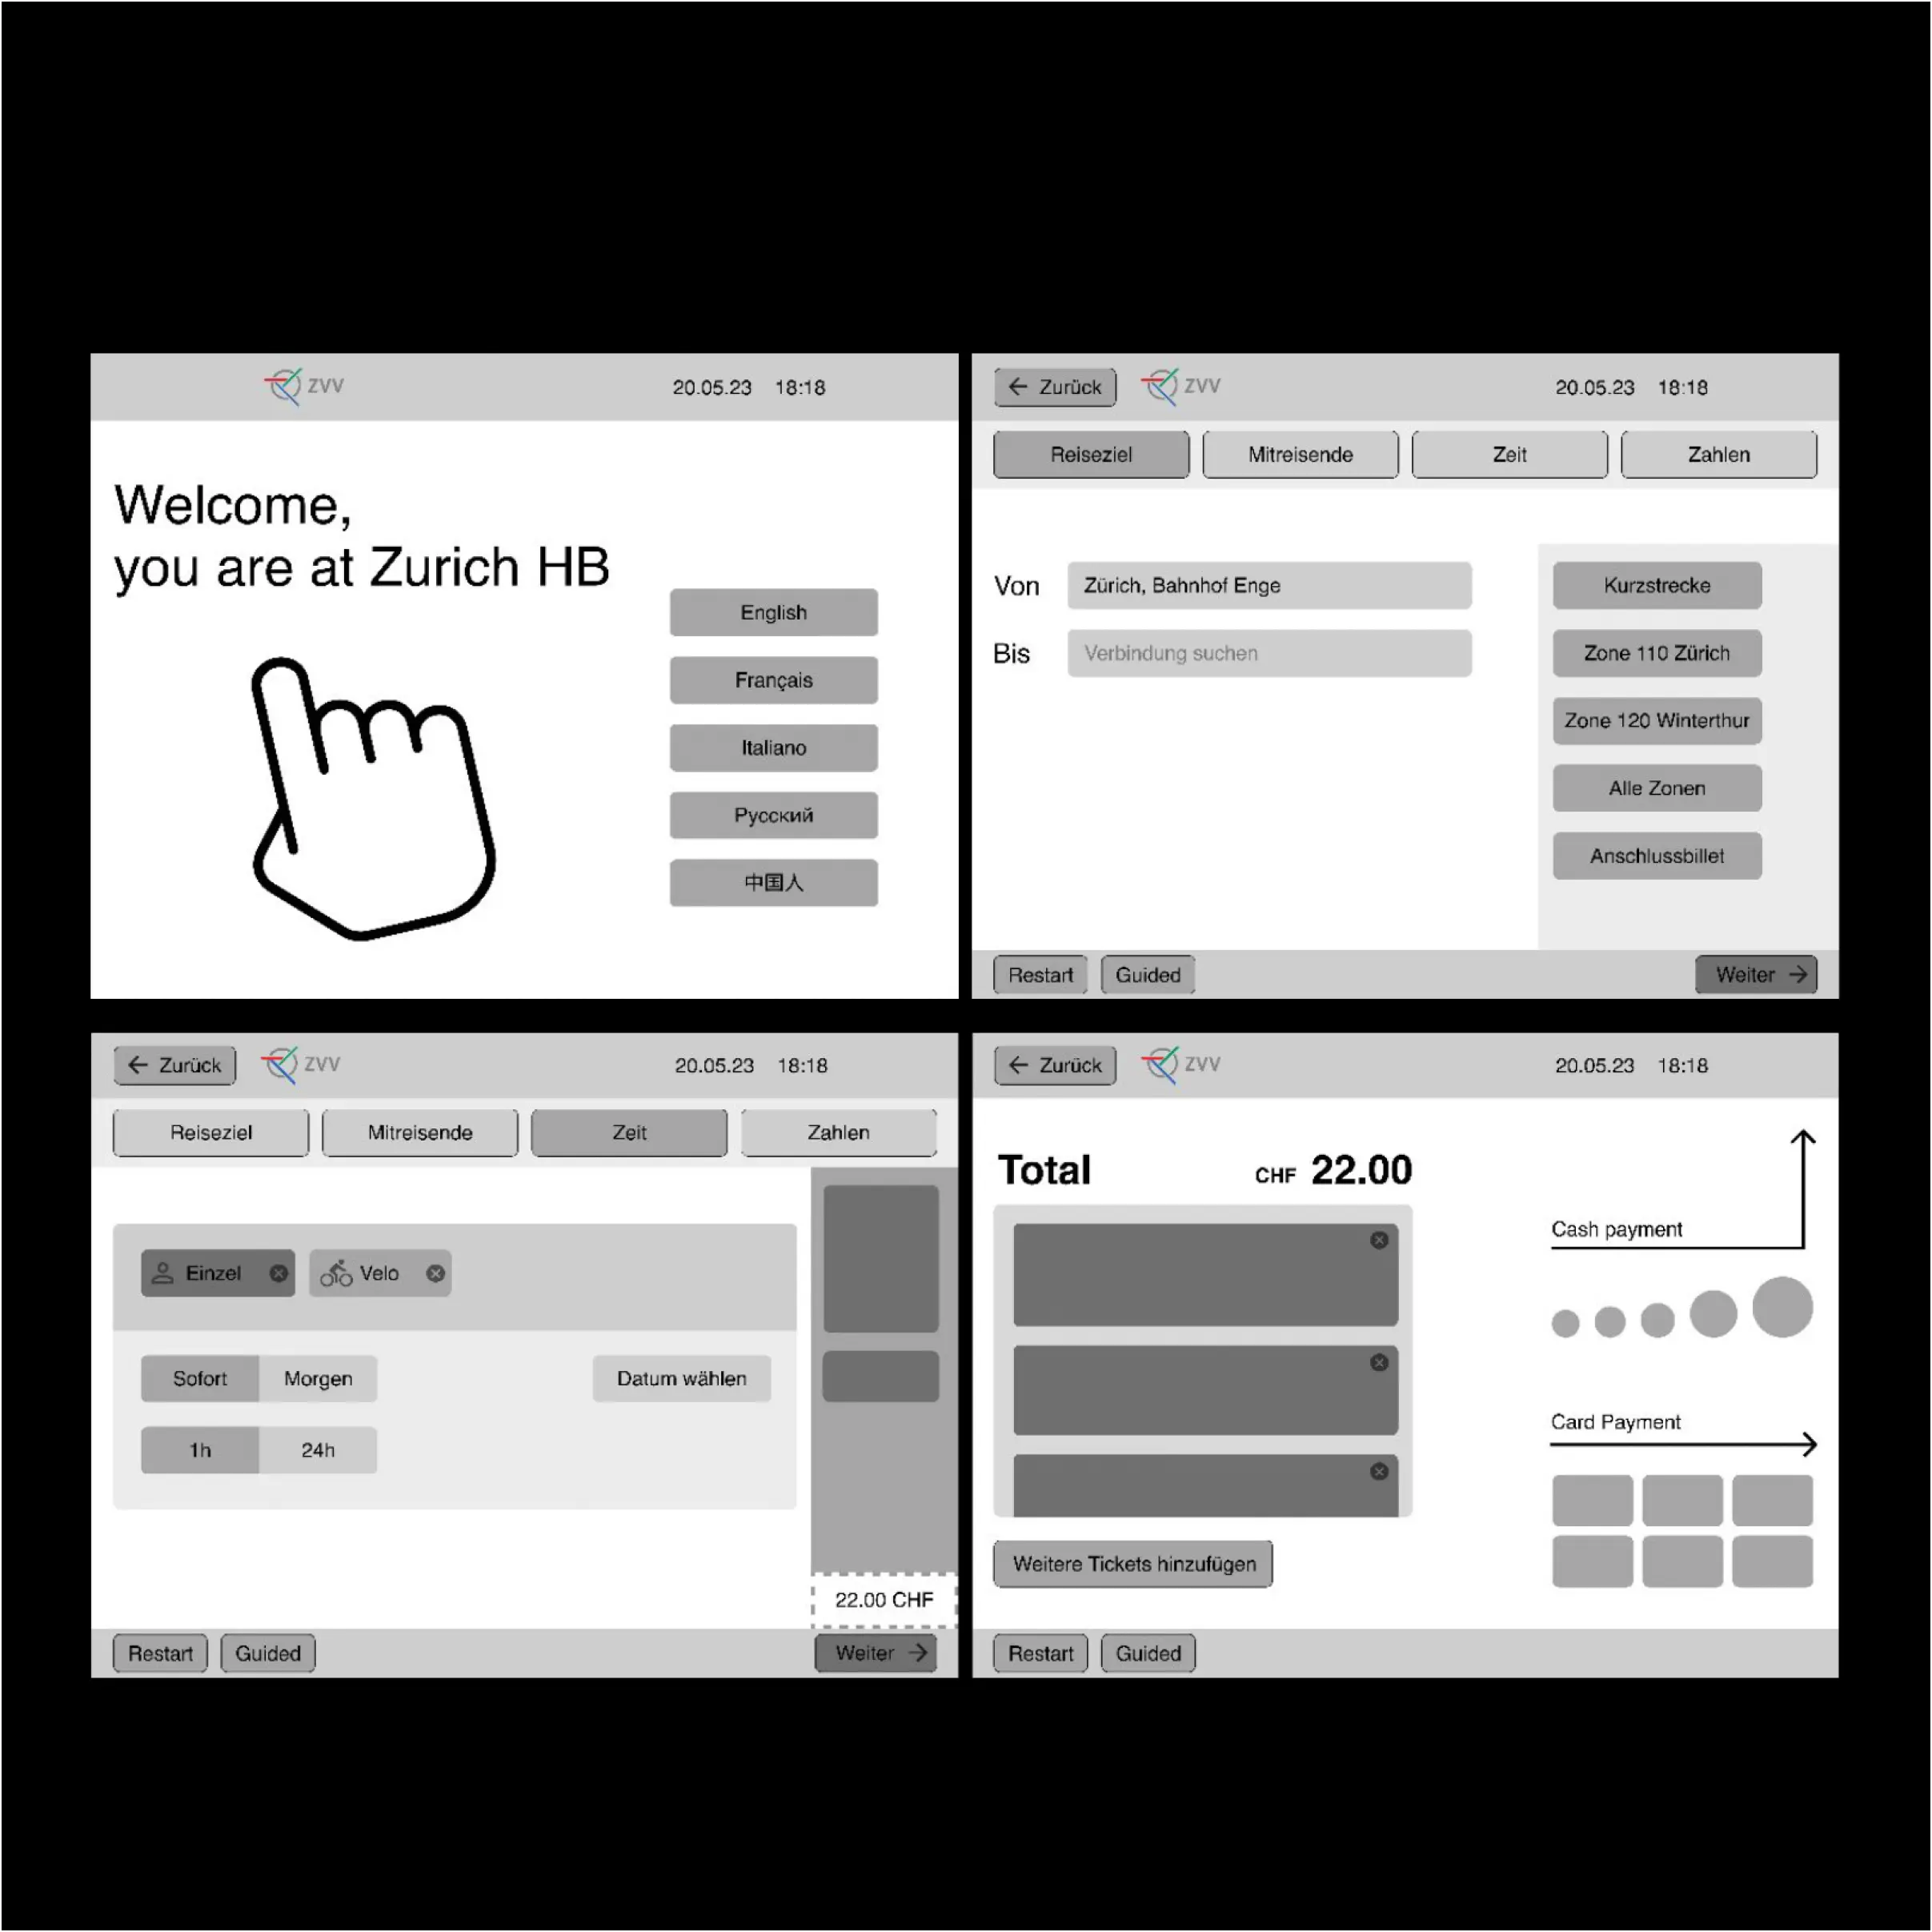 ZVV
20.05.23 18:18
Welcome,
you are at Zurich HB
English
Français
Italiano
Русский
中国人
← Zurück
ZVV
20.05.23 18:18
Reiseziel
Mitreisende
Zeit
Zahlen
Von
Zürich, Bahnhof Enge
Bis
Verbindung suchen
Kurzstrecke
Zone 110 Zürich
Zone 120 Winterthur
Alle Zonen
Anschlussbillet
Restart
Guided
Weiter →
← Zurück
ZVV
20.05.23 18:18
Reiseziel
Mitreisende
Zeit
Zahlen
Einzel
Velo
Sofort
Morgen
Datum wählen
1h
24h
22.00 CHF
Restart
Guided
Weiter →
← Zurück
ZVV
20.05.23 18:18
Total
CHF 22.00
Cash payment
Card Payment
Weitere Tickets hinzufügen
Restart
Guided